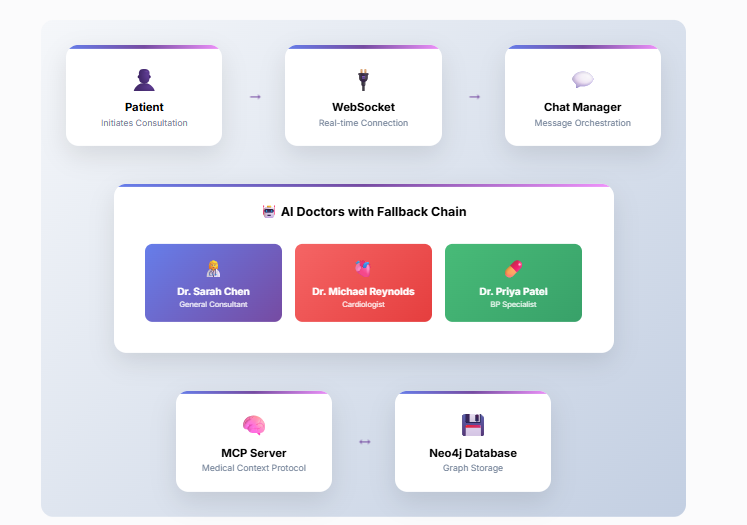 Patient
Initiates Consultation
→
WebSocket
Real-time Connection
→
Chat Manager
Message Orchestration
AI Doctors with Fallback Chain
Dr. Sarah Chen
General Consultant
Dr. Michael Reynolds
Cardiologist
Dr. Priya Patel
BP Specialist
MCP Server
Medical Context Protocol
↔
Neo4j Database
Graph Storage